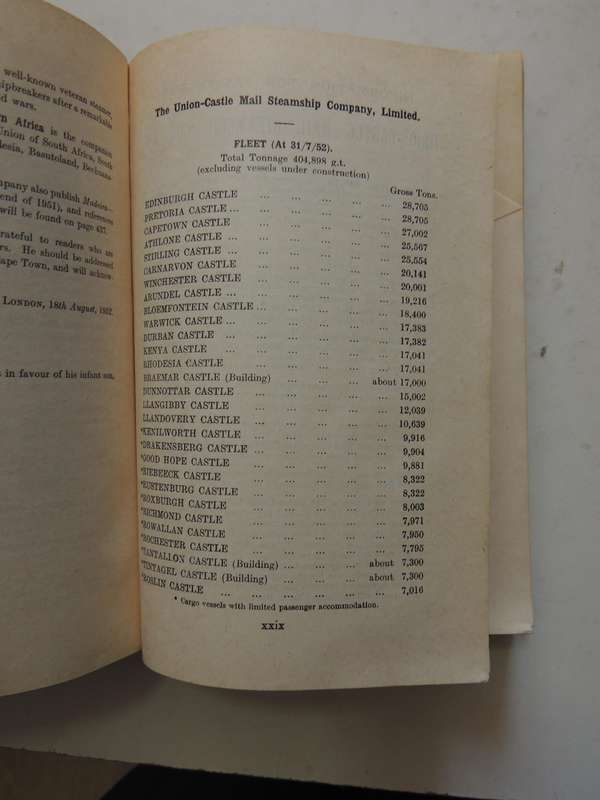 well-known veteran steamer,
shipbreakers after a remarkable
d wars.
rn Africa is the companion
Union of South Africa, South
desia, Basutoland, Bechuana-
mpany also publish Madeira—
end of 1951), and references
will be found on page 437.
grateful to readers who are
rs. He should be addressed
ape Town, and will acknow-
LONDON, 18th August, 1952.
in favour of his infant son.
The Union-Castle Mail Steamship Company, Limited.
FLEET (At 31/7/52).
Total Tonnage 404,898 g.t.
(excluding vessels under construction)
Gross Tons.
EDINBURGH CASTLE ... ... ... ... ... 28,705
PRETORIA CASTLE ... ... ... ... ... 28,705
CAPETOWN CASTLE ... ... ... ... ... 27,002
ATHLONE CASTLE ... ... ... ... ... 25,567
STIRLING CASTLE ... ... ... ... ... 25,554
CARNARVON CASTLE ... ... ... ... ... 20,141
WINCHESTER CASTLE ... ... ... ... ... 20,001
ARUNDEL CASTLE ... ... ... ... ... 19,216
BLOEMFONTEIN CASTLE ... ... ... ... ... 18,400
WARWICK CASTLE ... ... ... ... ... 17,383
DURBAN CASTLE ... ... ... ... ... 17,382
KENYA CASTLE ... ... ... ... ... 17,041
RHODESIA CASTLE ... ... ... ... ... 17,041
BRAEMAR CASTLE (Building) ... ... ... about 17,000
DUNNOTTAR CASTLE ... ... ... ... ... 15,002
LLANGIBBY CASTLE ... ... ... ... ... 12,039
LLANDOVERY CASTLE ... ... ... ... ... 10,639
*KENILWORTH CASTLE ... ... ... ... ... 9,916
*DRAKENSBERG CASTLE ... ... ... ... ... 9,904
*GOOD HOPE CASTLE ... ... ... ... ... 9,881
*RIEBEECK CASTLE ... ... ... ... ... 8,322
*RUSTENBURG CASTLE ... ... ... ... ... 8,322
*ROXBURGH CASTLE ... ... ... ... ... 8,003
*RICHMOND CASTLE ... ... ... ... ... 7,971
*ROWALLAN CASTLE ... ... ... ... ... 7,950
*ROCHESTER CASTLE ... ... ... ... ... 7,795
*TANTALLON CASTLE (Building) ... ... ... about 7,300
*TINTAGEL CASTLE (Building) ... ... ... about 7,300
*ROSLIN CASTLE ... ... ... ... ... ... 7,016
* Cargo vessels with limited passenger accommodation.
xxix